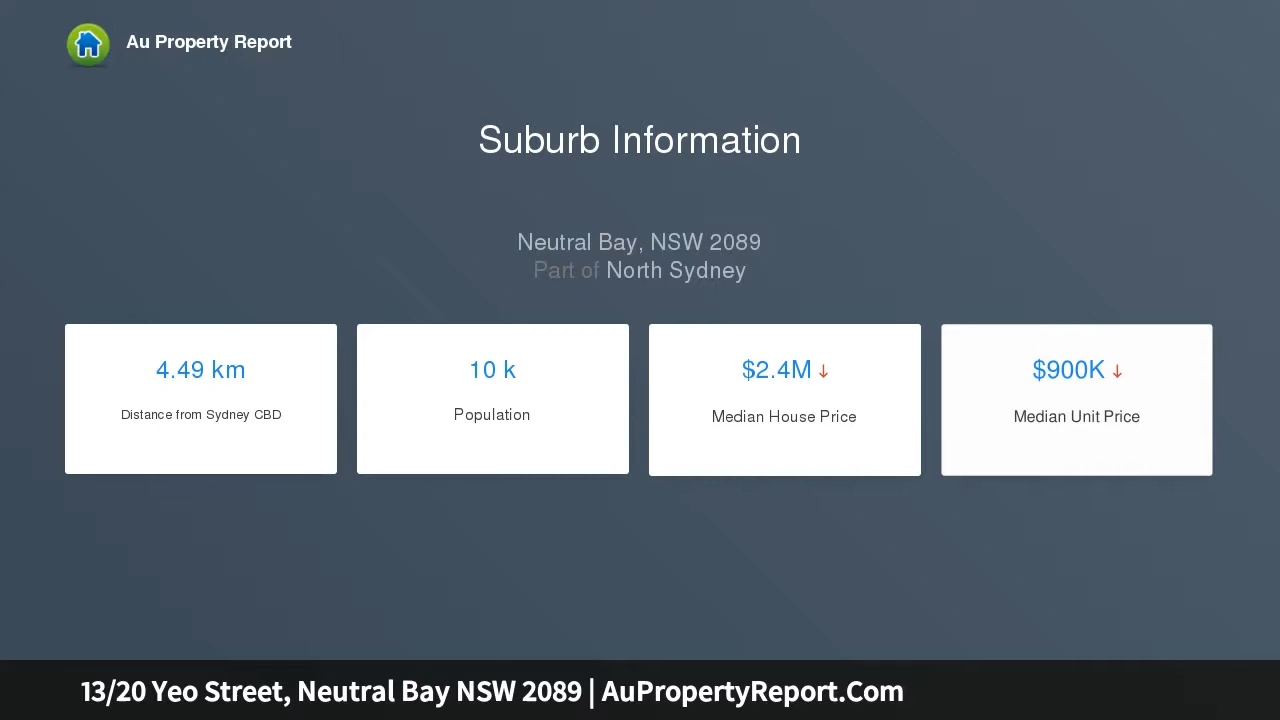 Au Property Report
Suburb Information
Neutral Bay, NSW 2089
Part of North Sydney
4.49 km
Distance from Sydney CBD
10 k
Population
$2.4M ↓
Median House Price
$900K ↓
Median Unit Price
13/20 Yeo Street, Neutral Bay NSW 2089 | AuPropertyReport.Com